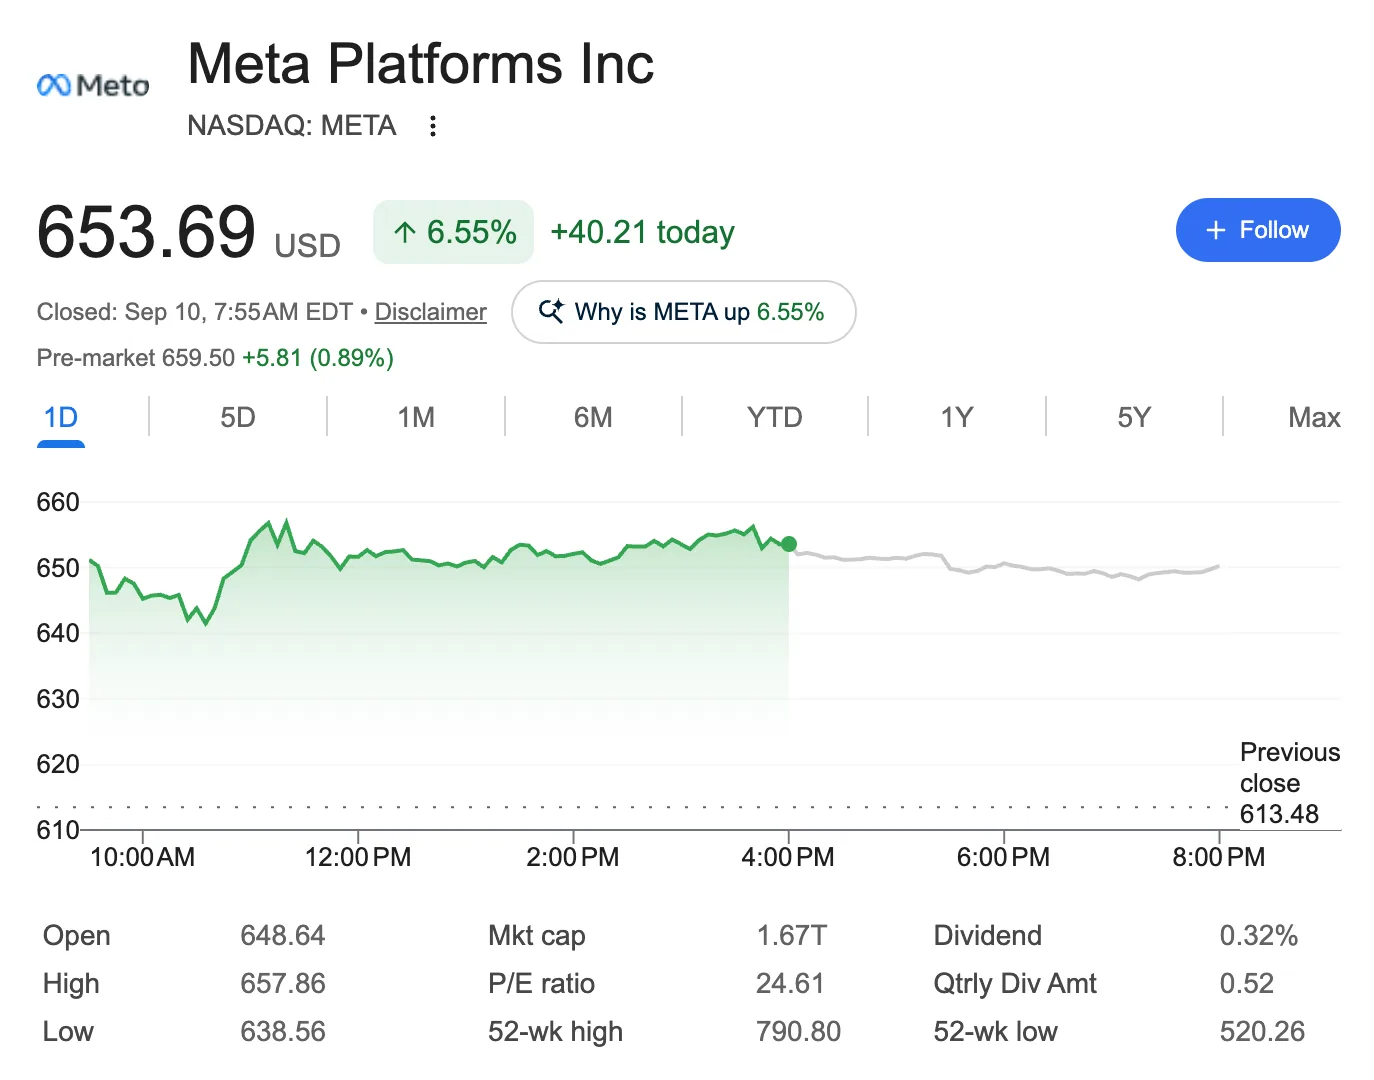 Meta
Meta Platforms Inc
NASDAQ: META
653.69 USD ↑ 6.55% +40.21 today
+ Follow
Closed: Sep 10, 7:55 AM EDT • Disclaimer
Why is META up 6.55%
Pre-market 659.50 +5.81 (0.89%)
1D 5D 1M 6M YTD 1Y 5Y Max
660
650
640
630
620
610
Previous
close
613.48
10:00 AM 12:00 PM 2:00 PM 4:00 PM 6:00 PM 8:00 PM
Open 648.64 Mkt cap 1.67T Dividend 0.32%
High 657.86 P/E ratio 24.61 Qtrly Div Amt 0.52
Low 638.56 52-wk high 790.80 52-wk low 520.26